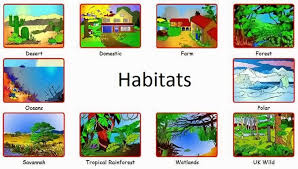 Desert
Domestic
Farm
Forest
Habitats
Oceans
Polar
Savannah
Tropical Rainforest
Wetlands
UK Wild